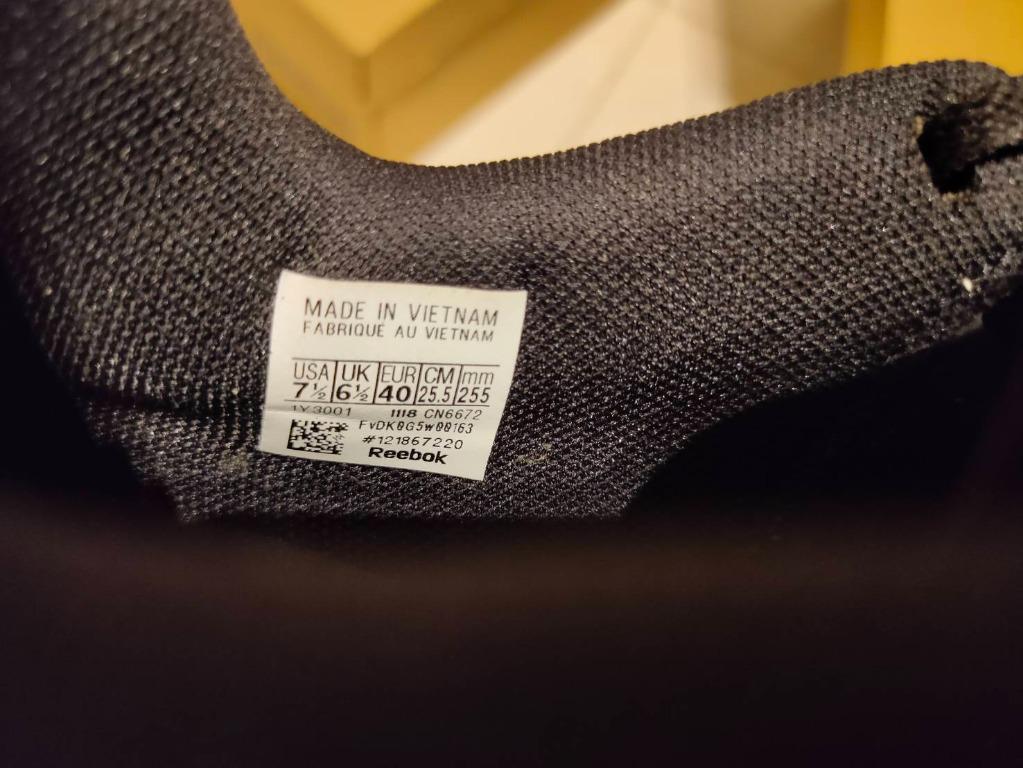 MADE IN VIETNAM
FABRIQUÉ AU VIETNAM
USA UK EUR CM mm
7½ 6½ 40 25.5 255
1Y3001 1118 CN6672
FvDK0G5w00163
#121867220
Reebok